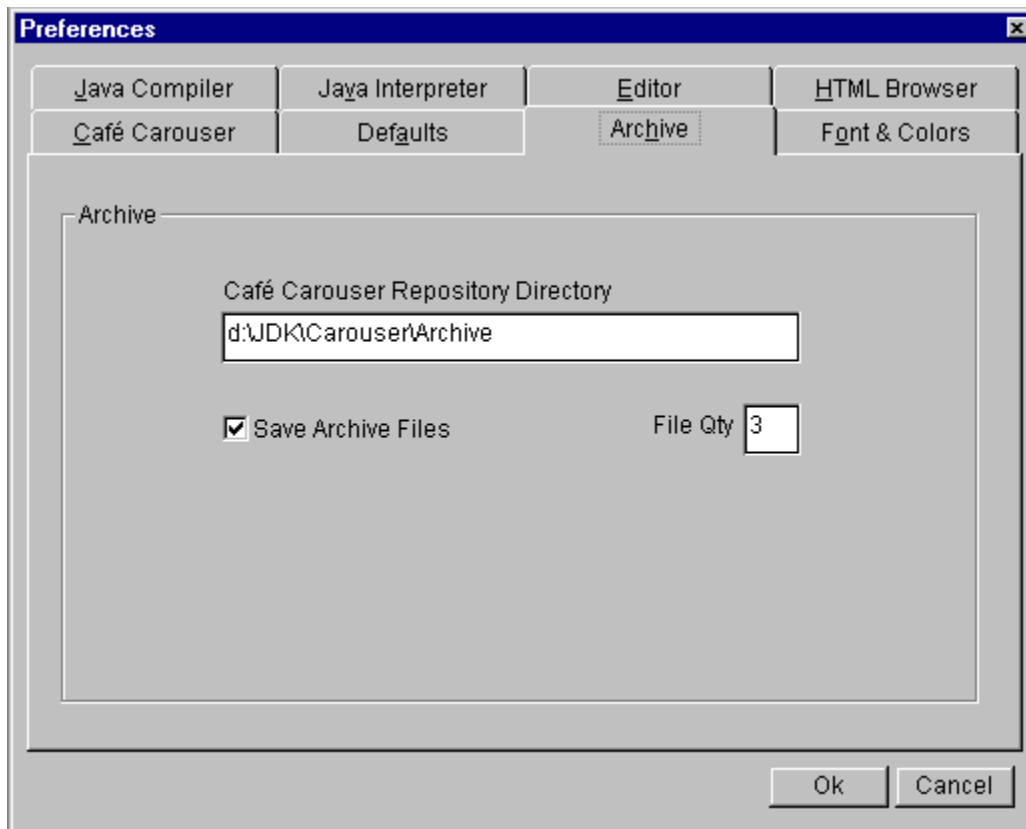 Preferences
Java Compiler Java Interpreter Editor HTML Browser
Café Carouser Defaults Archive Font & Colors
Archive
Café Carouser Repository Directory
d:\JDK\Carouser\Archive
Save Archive Files File Qty 3
Ok Cancel